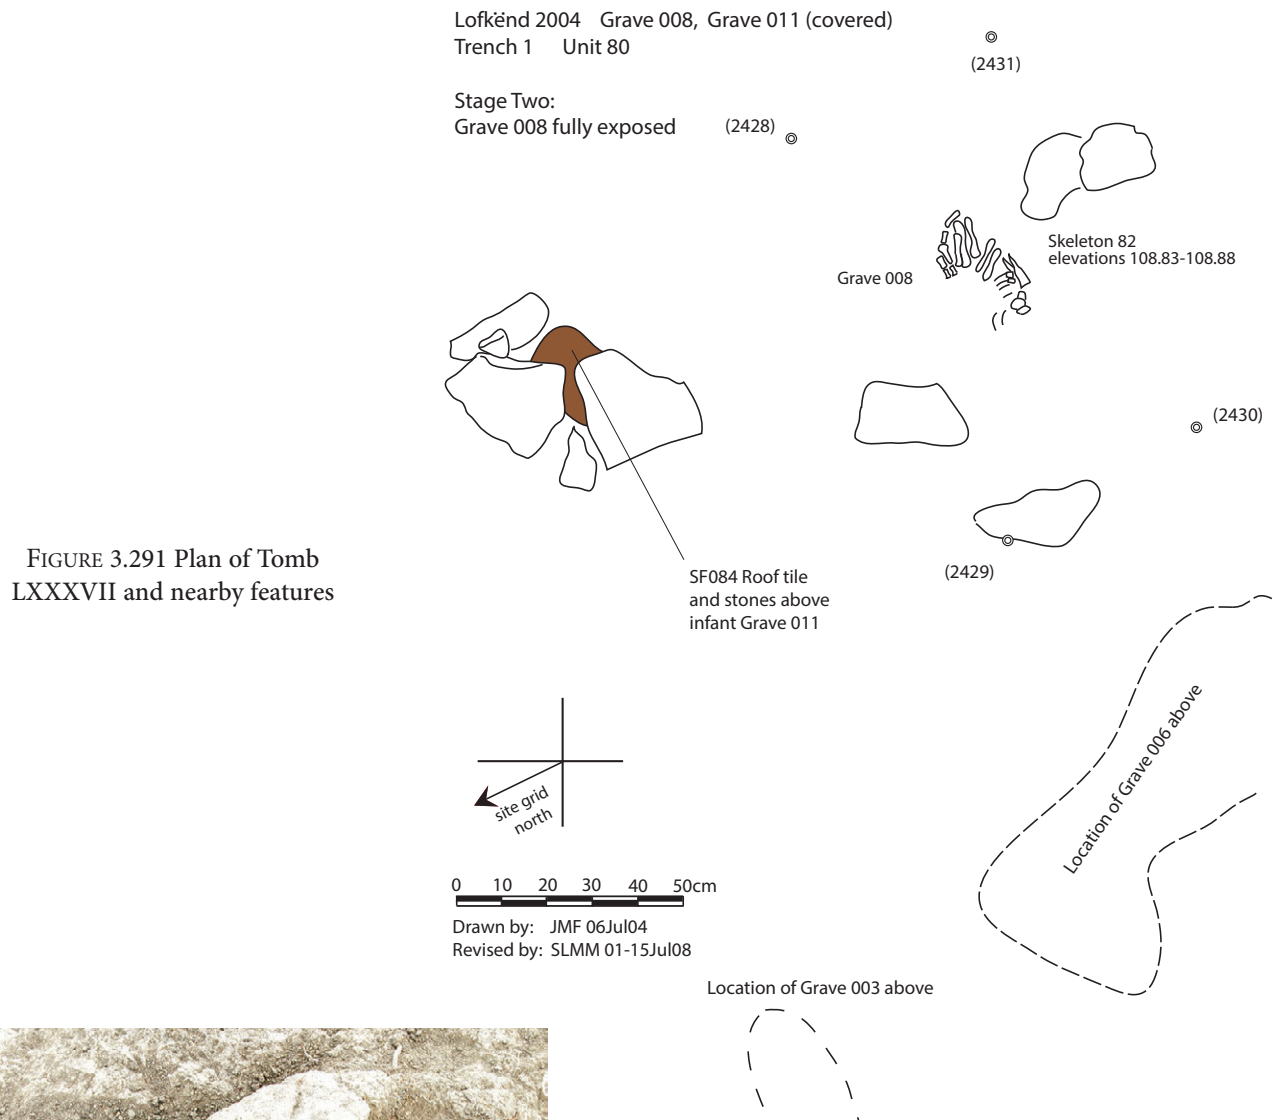 Lofkënd 2004 Grave 008, Grave 011 (covered)
Trench 1 Unit 80
(2431)
Stage Two:
Grave 008 fully exposed
(2428)
Skeleton 82
elevations 108.83-108.88
Grave 008
(2430)
FIGURE 3.291 Plan of Tomb
LXXXVII and nearby features
(2429)
SF084 Roof tile
and stones above
infant Grave 011
Location of Grave 006 above
site grid
north
0 10 20 30 40 50cm
Drawn by: JMF 06Jul04
Revised by: SLMM 01-15Jul08
Location of Grave 003 above